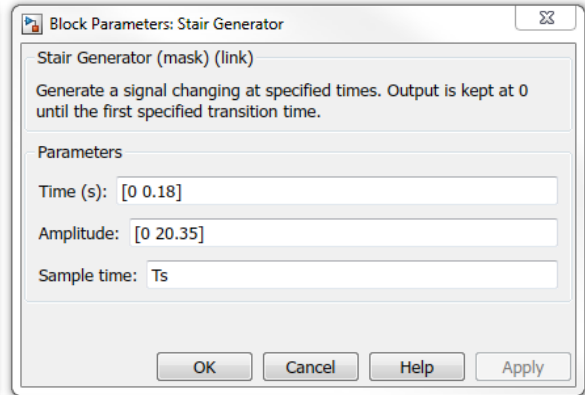 Block Parameters: Stair Generator
Stair Generator (mask) (link)
Generate a signal changing at specified times. Output is kept at 0
until the first specified transition time.
Parameters
Time (s): [0 0.18]
Amplitude: [0 20.35]
Sample time: Ts
OK Cancel Help Apply